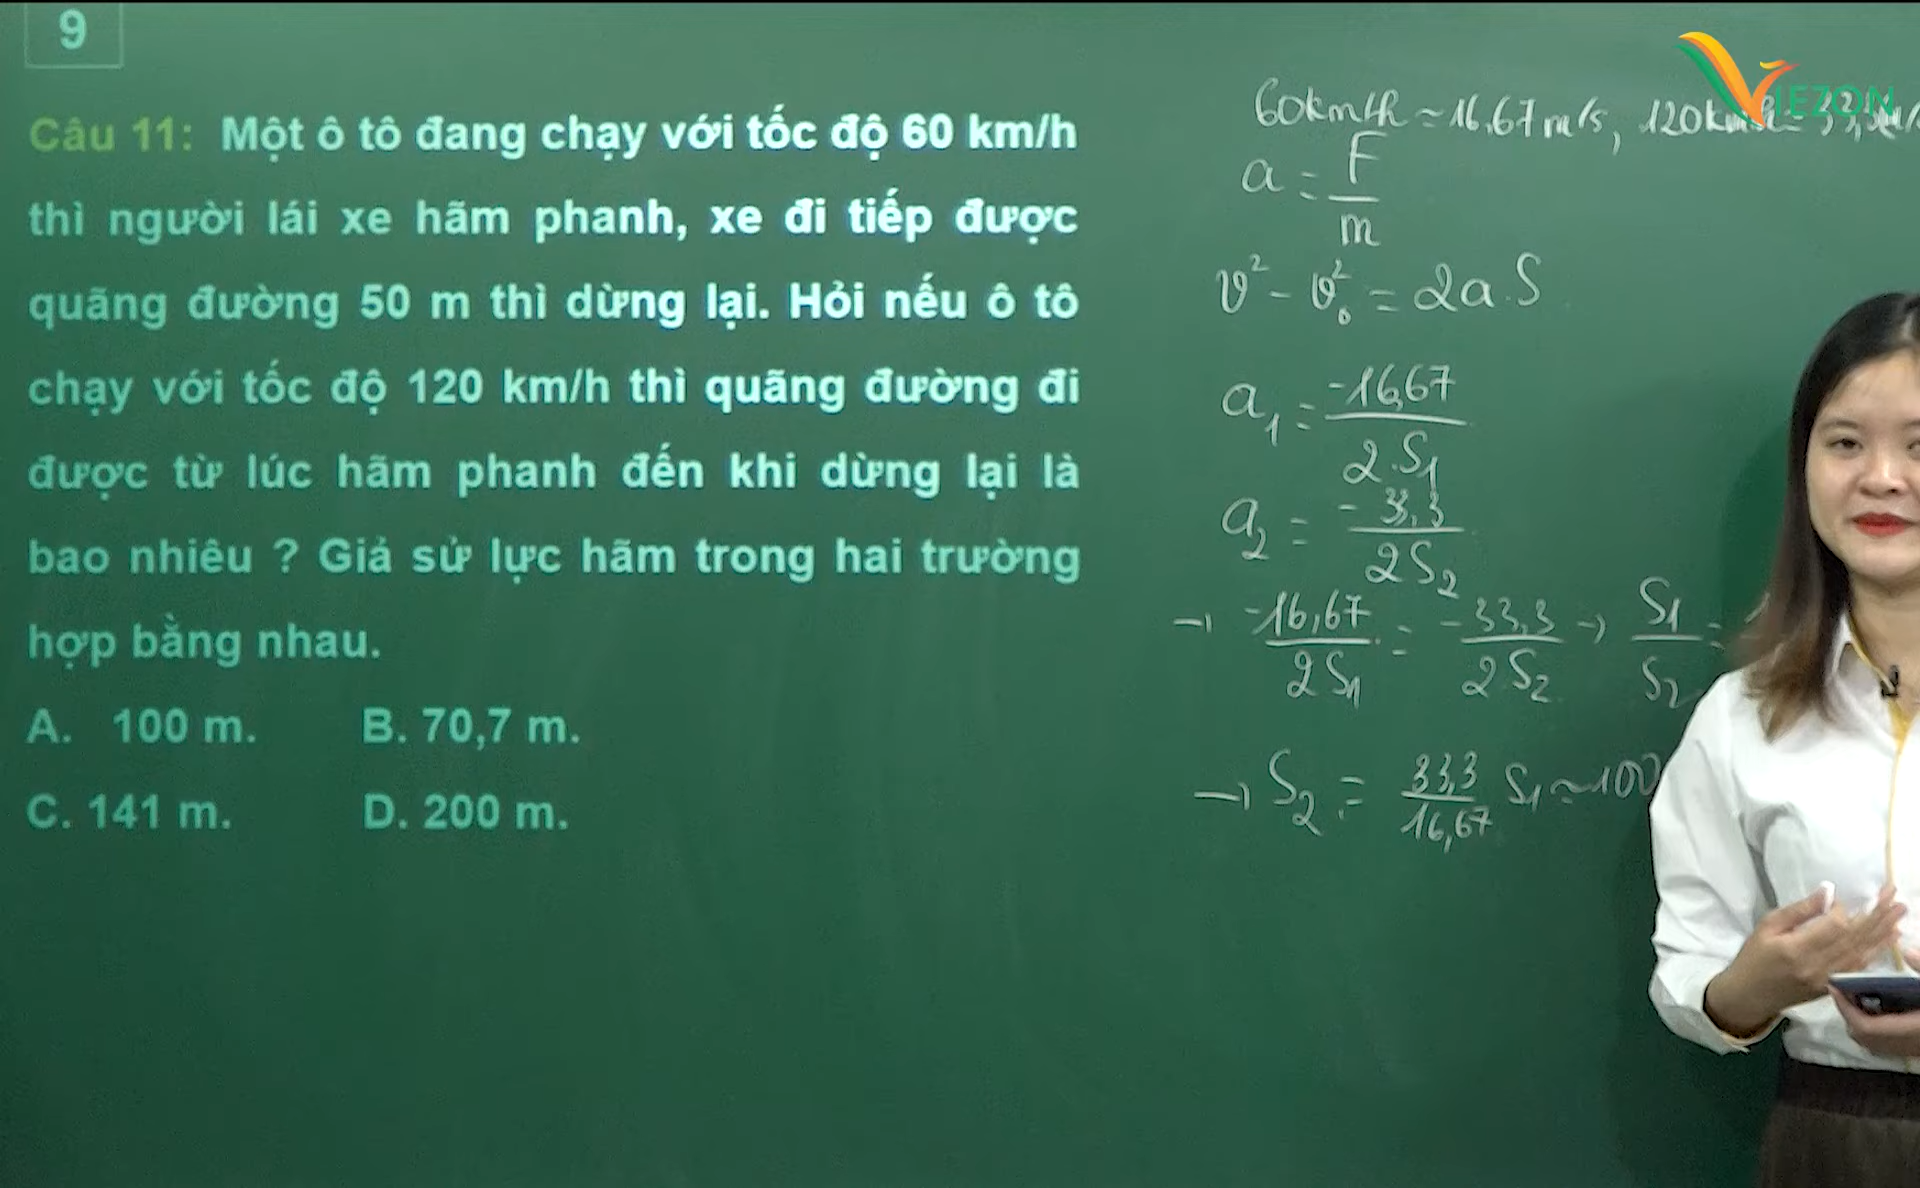 9
Câu 11: Một ô tô đang chạy với tốc độ 60 km/h
thì người lái xe hãm phanh, xe đi tiếp được
quãng đường 50 m thì dừng lại. Hỏi nếu ô tô
chạy với tốc độ 120 km/h thì quãng đường đi
được từ lúc hãm phanh đến khi dừng lại là
bao nhiêu ? Giả sử lực hãm trong hai trường
hợp bằng nhau.
A. 100 m. B. 70,7 m.
C. 141 m. D. 200 m.
VIEZON
60km/h ≈ 16,67 m/s, 120km/h
a = F/m
v² - v₀² = 2a.S
a₁ = -16,67/2.S₁
a₂ = -33,3/2S₂
→ -16,67/2S₁ = -33,3/2S₂ → S₁/S₂ =
→ S₂ = 33,3/16,67 S₁ ≈ 100